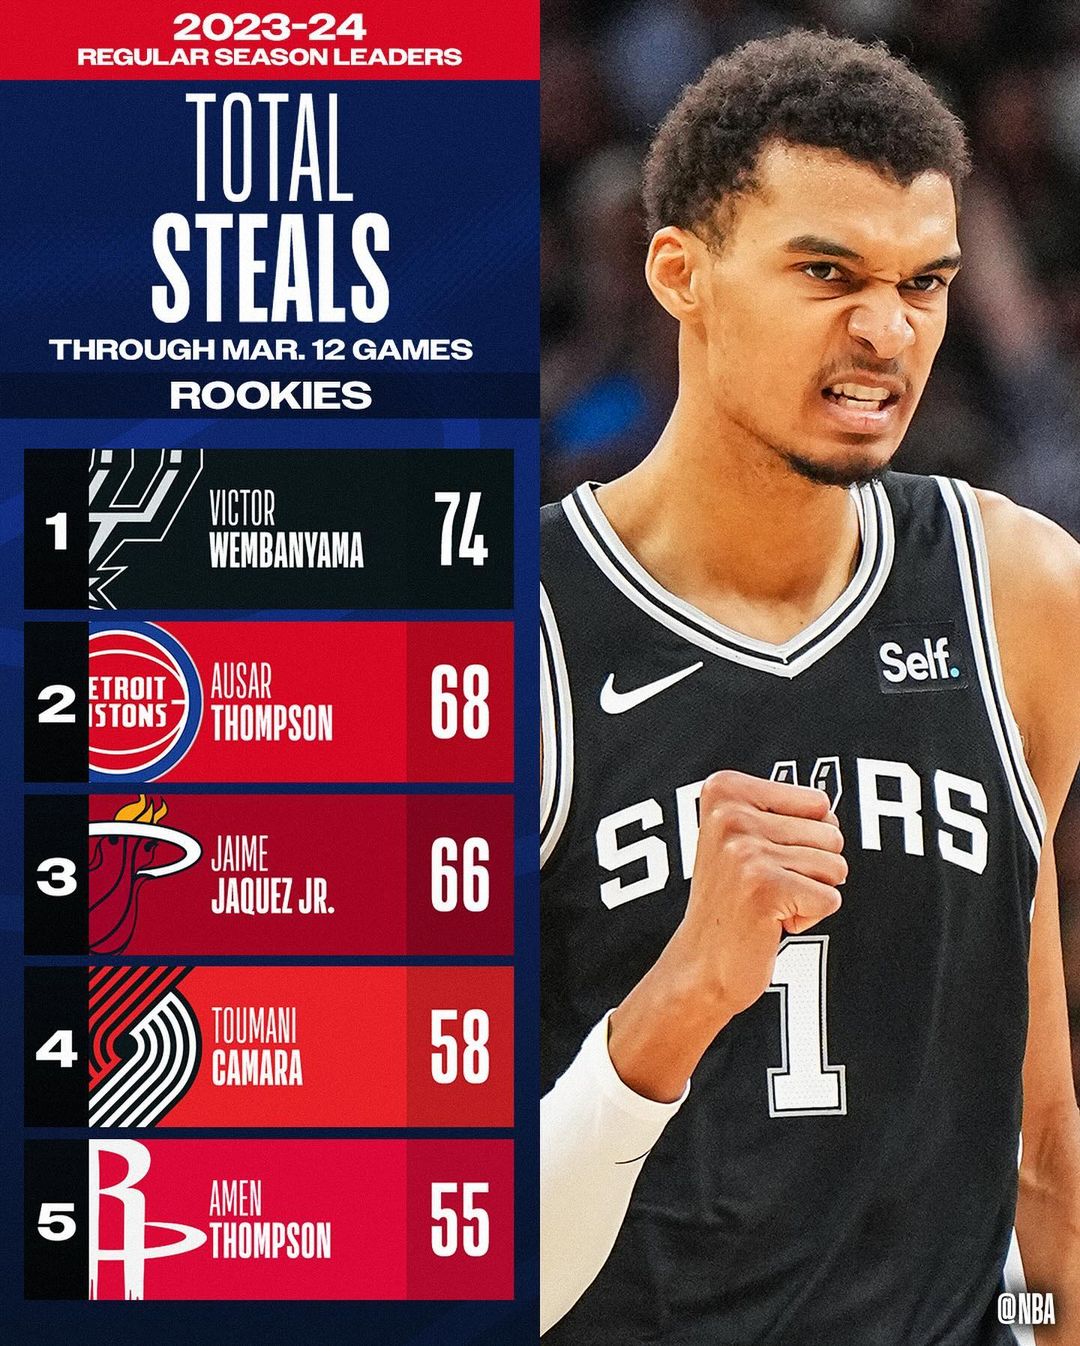 2023-24
REGULAR SEASON LEADERS
TOTAL
STEALS
THROUGH MAR. 12 GAMES
ROOKIES
1
VICTOR
WEMBANYAMA
74
2
ETROIT
ISTONS
AUSAR
THOMPSON
68
3
JAIME
JAQUEZ JR.
66
4
TOUMANI
CAMARA
58
5
R
AMEN
THOMPSON
55
Self.
SPURS
1
@NBA